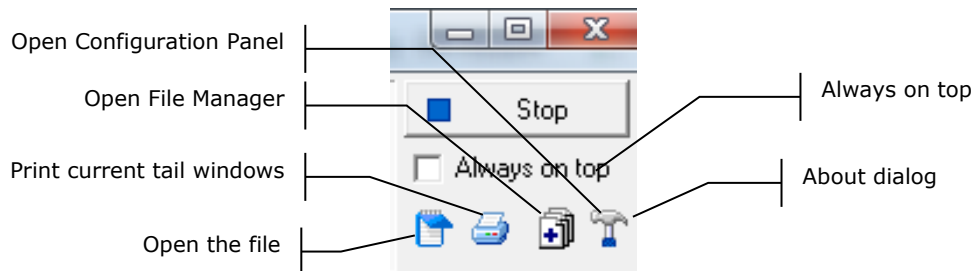 Open Configuration Panel
Open File Manager
Print current tail windows
Open the file
Stop
Always on top
Always on top
About dialog